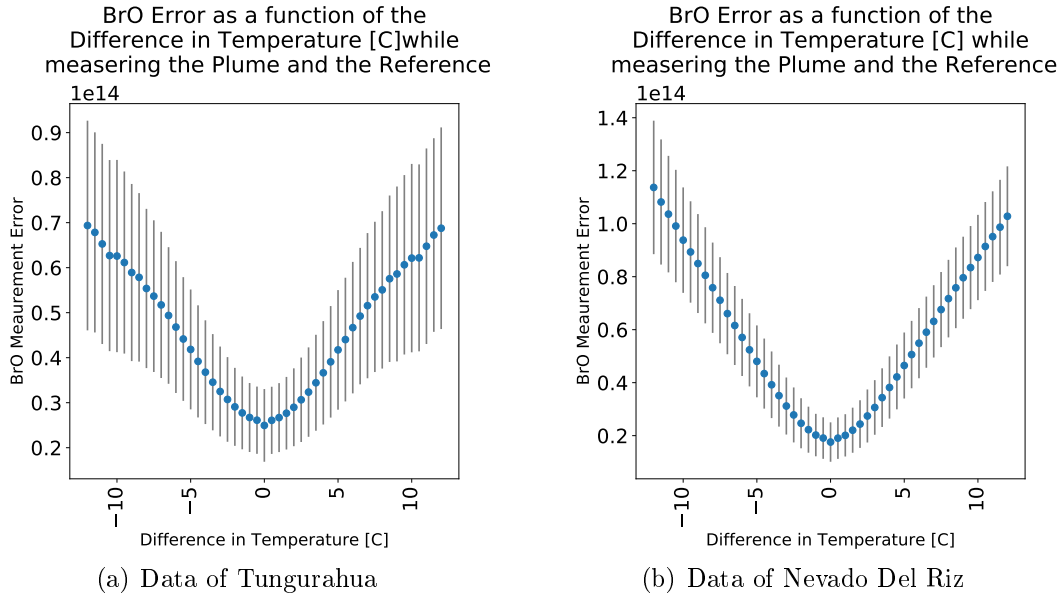 BrO Error as a function of the
Difference in Temperature [C]while
measering the Plume and the Reference
1e14
0.9
0.8
0.7
0.6
0.5
0.4
0.3
0.2
BrO Meaurement Error
−10
−5
0
5
10
Difference in Temperature [C]
(a) Data of Tungurahua
BrO Error as a function of the
Difference in Temperature [C] while
measering the Plume and the Reference
1e14
1.4
1.2
1.0
0.8
0.6
0.4
0.2
BrO Meaurement Error
−10
−5
0
5
10
Difference in Temperature [C]
(b) Data of Nevado Del Riz